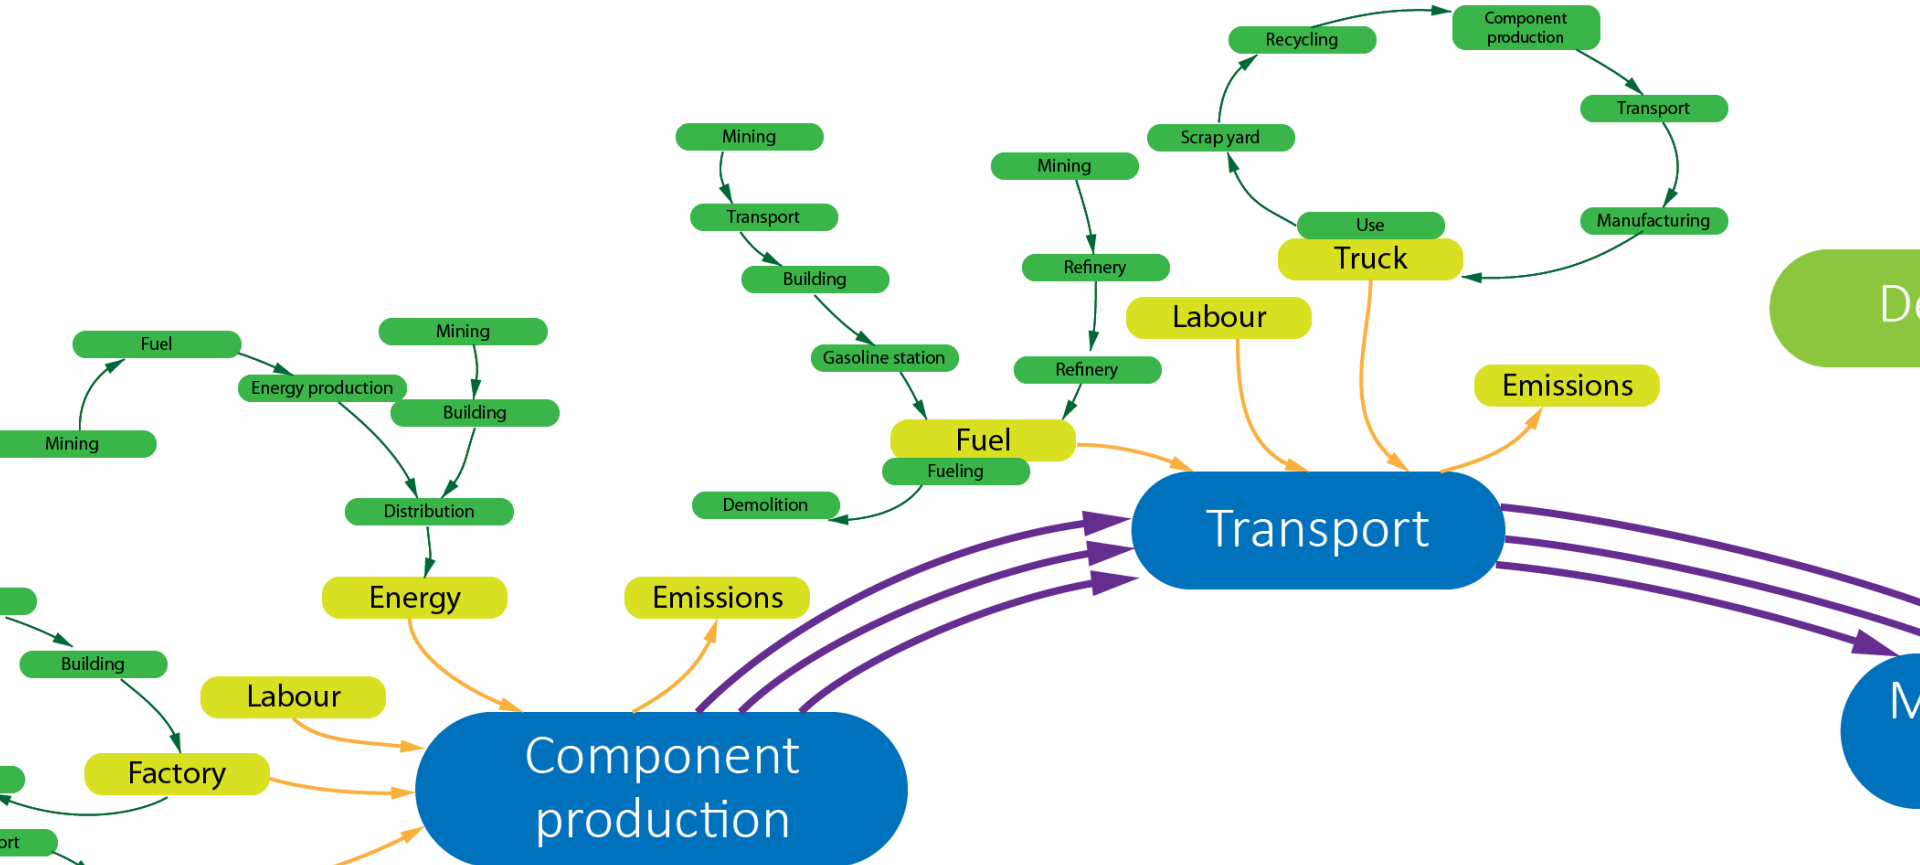 Component
production
Recycling
Transport
Scrap yard
Mining
Mining
Transport
Manufacturing
Use
Truck
Refinery
Building
Labour
Mining
Fuel
Gasoline station
Refinery
Emissions
Energy production
Building
Mining
Fuel
Fueling
Demolition
Distribution
Transport
Energy
Emissions
Building
Labour
Factory
Component
production